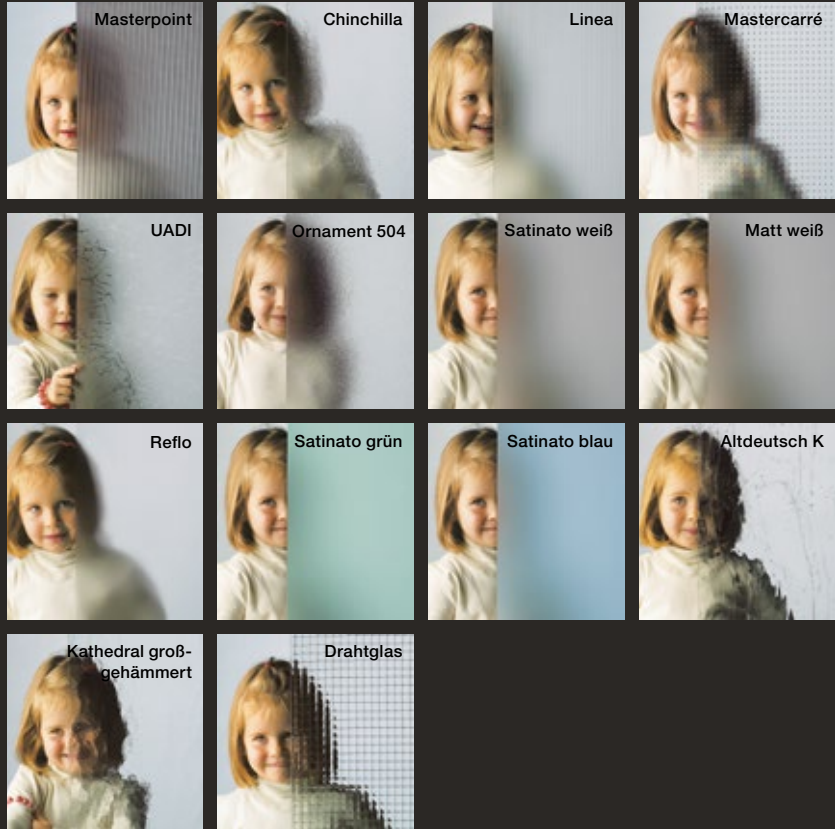 Masterpoint
Chinchilla
Linea
Mastercarré
UADI
Ornament 504
Satinato weiß
Matt weiß
Reflo
Satinato grün
Satinato blau
Altdeutsch K
Kathedral groß-
gehämmert
Drahtglas